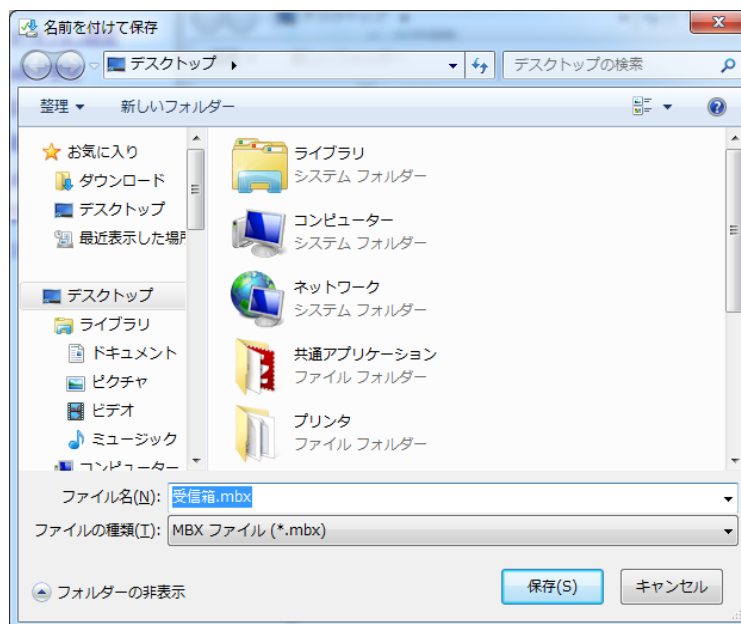 名前を付けて保存
デスクトップ
デスクトップの検索
整理
新しいフォルダー
お気に入り
ダウンロード
デスクトップ
最近表示した場所
デスクトップ
ライブラリ
ドキュメント
ピクチャ
ビデオ
ミュージック
コンピューター
ライブラリ
システム フォルダー
コンピューター
システム フォルダー
ネットワーク
システム フォルダー
共通アプリケーション
ファイル フォルダー
プリンタ
ファイル フォルダー
ファイル名(N): 受信箱.mbx
ファイルの種類(T): MBX ファイル (*.mbx)
フォルダーの非表示
保存(S)
キャンセル